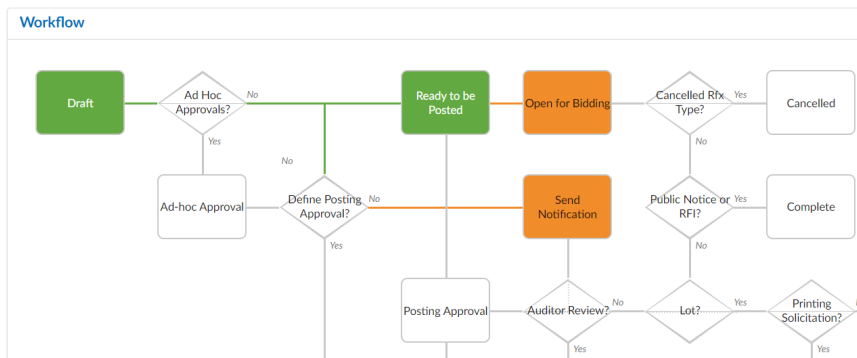 Workflow
Draft
Ad Hoc
Approvals?
No
Ready to be
Posted
Open for Bidding
Cancelled Rfx
Type?
Yes
Cancelled
Yes
No
No
Ad-hoc Approval
Define Posting
Approval?
No
Send
Notification
Public Notice or
RFI?
Yes
Complete
Yes
No
Posting Approval
Auditor Review?
No
Lot?
Yes
Printing
Solicitation?
Yes
Yes